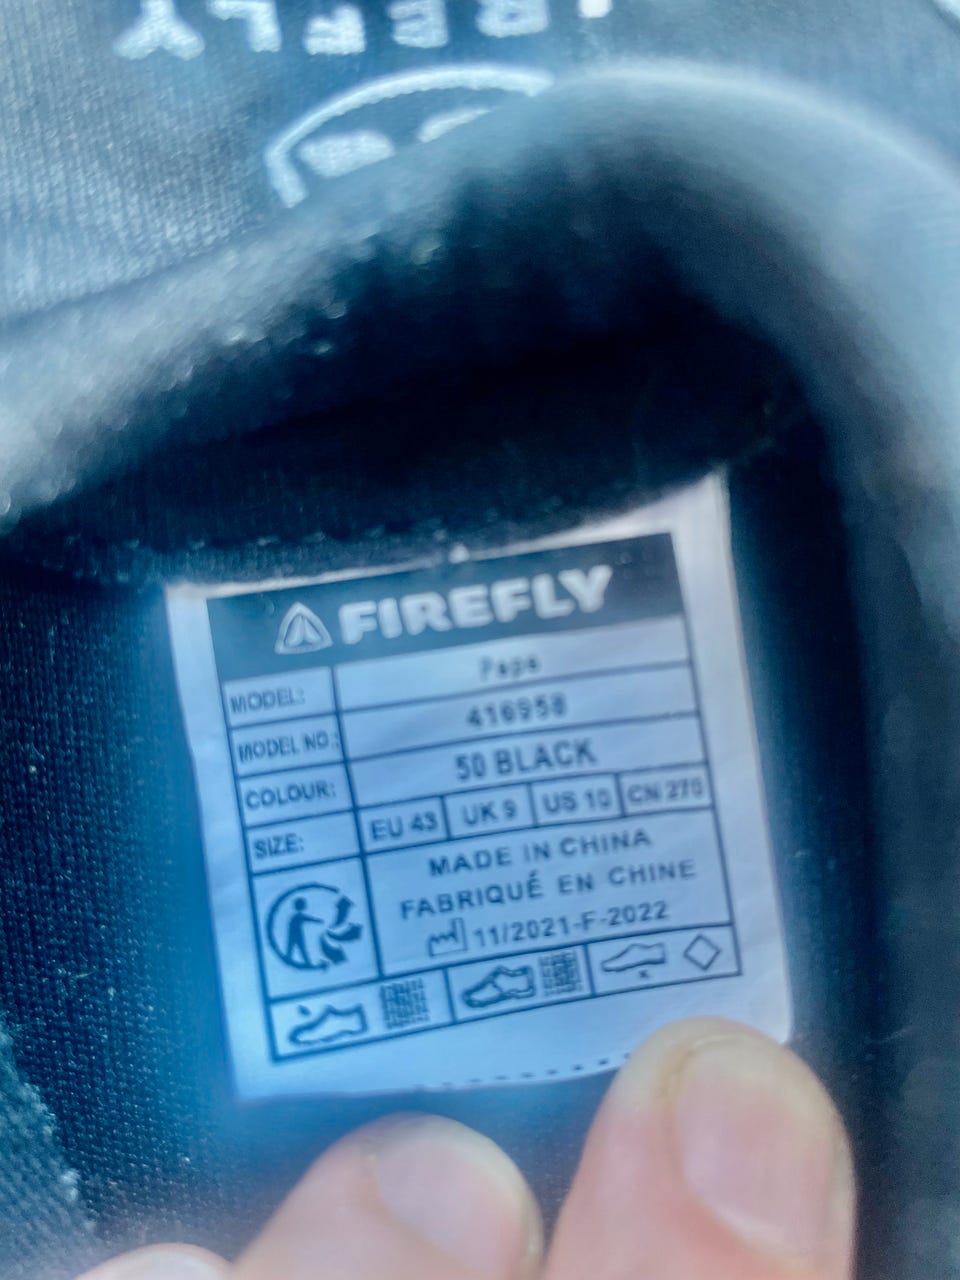 FIREFLY
FIREFLY
MODEL: Pepe
MODEL NO.: 416958
COLOUR: 50 BLACK
SIZE: EU 43 UK 9 US 10 CN 270
MADE IN CHINA
FABRIQUÉ EN CHINE
11/2021-F-2022